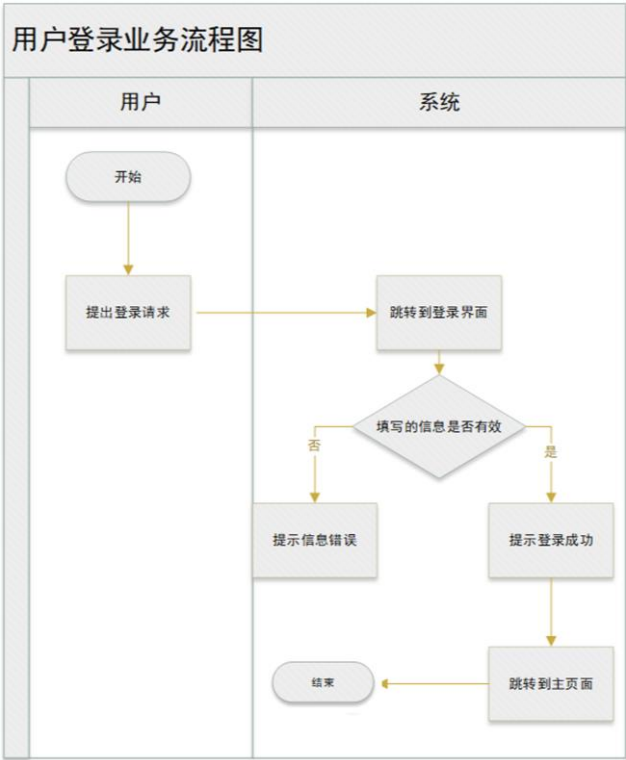 用户登录业务流程图
用户
系统
开始
提出登录请求
跳转到登录界面
填写的信息是否有效
否
是
提示信息错误
提示登录成功
结束
跳转到主页面